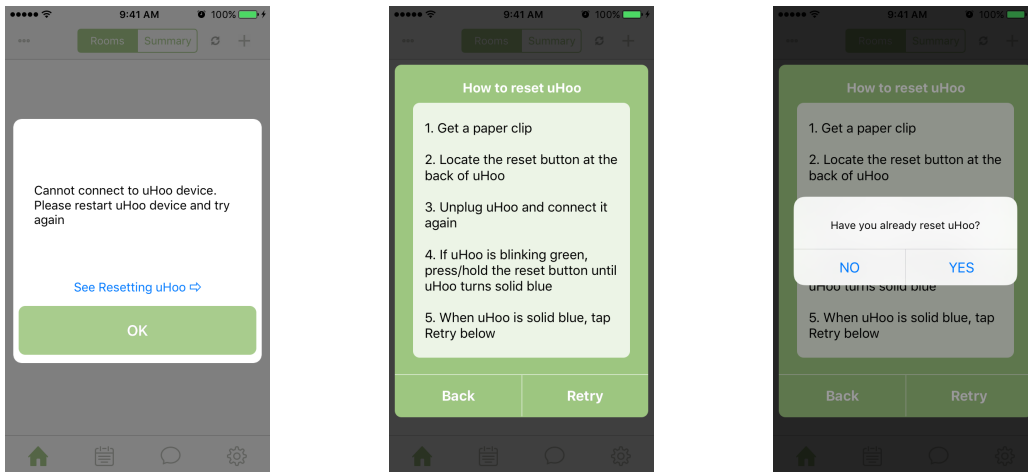 9:41 AM
100%
Rooms
Summary
Cannot connect to uHoo device.
Please restart uHoo device and try
again
See Resetting uHoo ⇨
OK
9:41 AM
100%
Rooms
Summary
How to reset uHoo
1. Get a paper clip
2. Locate the reset button at the
back of uHoo
3. Unplug uHoo and connect it
again
4. If uHoo is blinking green,
press/hold the reset button until
uHoo turns solid blue
5. When uHoo is solid blue, tap
Retry below
Back
Retry
9:41 AM
100%
Rooms
Summary
How to reset uHoo
1. Get a paper clip
2. Locate the reset button at the
back of uHoo
Have you already reset uHoo?
NO
YES
uHoo turns solid blue
5. When uHoo is solid blue, tap
Retry below
Back
Retry